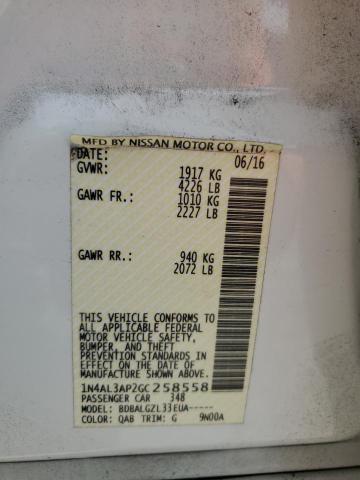 MFD BY NISSAN MOTOR CO., LTD.
DATE: 06/16
GVWR: 1917 KG
4226 LB
GAWR FR.: 1010 KG
2227 LB
GAWR RR.: 940 KG
2072 LB
THIS VEHICLE CONFORMS TO
ALL APPLICABLE FEDERAL
MOTOR VEHICLE SAFETY,
BUMPER, AND THEFT
PREVENTION STANDARDS IN
EFFECT ON THE DATE OF
MANUFACTURE SHOWN ABOVE.
1N4AL3AP2GC258558
PASSENGER CAR 348
MODEL: BDBALGZL33EUA-----
COLOR: QAB TRIM: G 9N00A